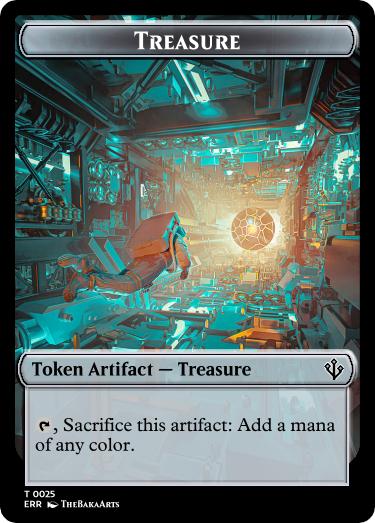 TREASURE
Token Artifact — Treasure
, Sacrifice this artifact: Add a mana
of any color.
T 0025
ERR TheBakaArts